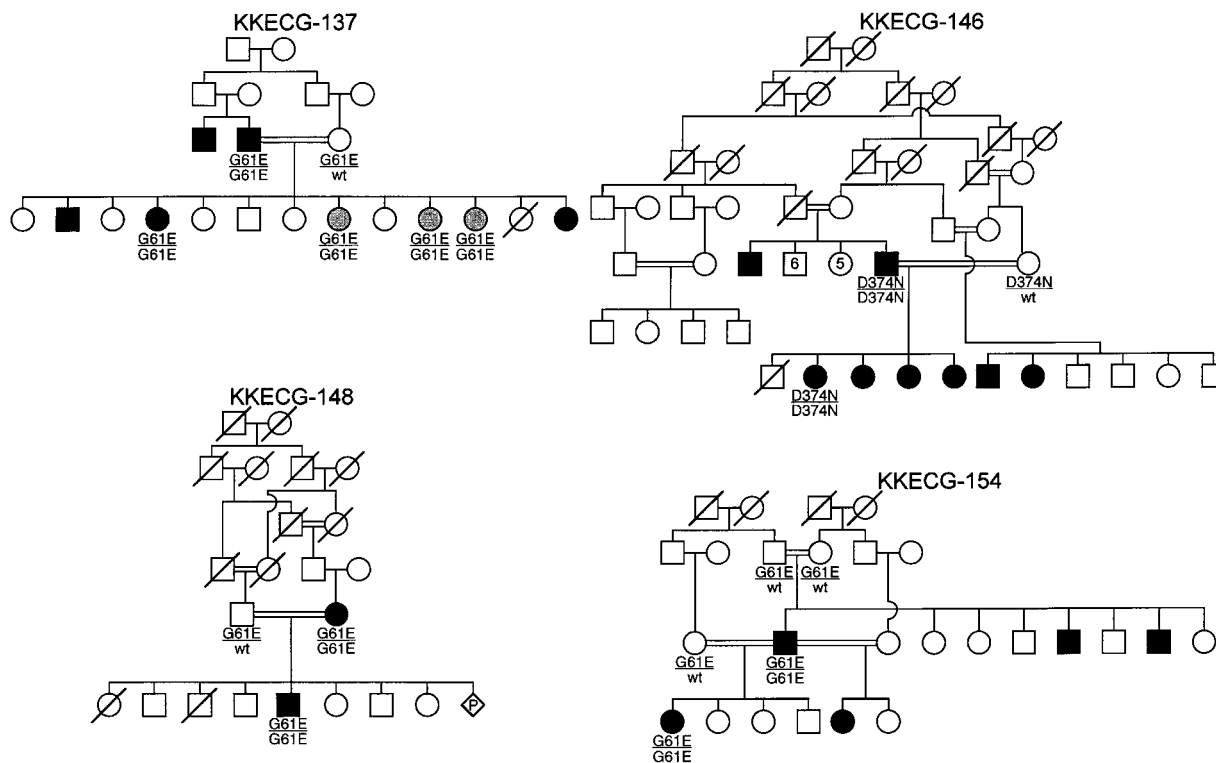 KKECG-137
G61E G61E
G61E wt
G61E G61E G61E G61E
G61E G61E G61E G61E
KKECG-146
6 5
D374N D374N
D374N wt
D374N
D374N
KKECG-148
G61E G61E
wt G61E
P
G61E
G61E
KKECG-154
G61E G61E
wt wt
G61E G61E
wt G61E
G61E
G61E